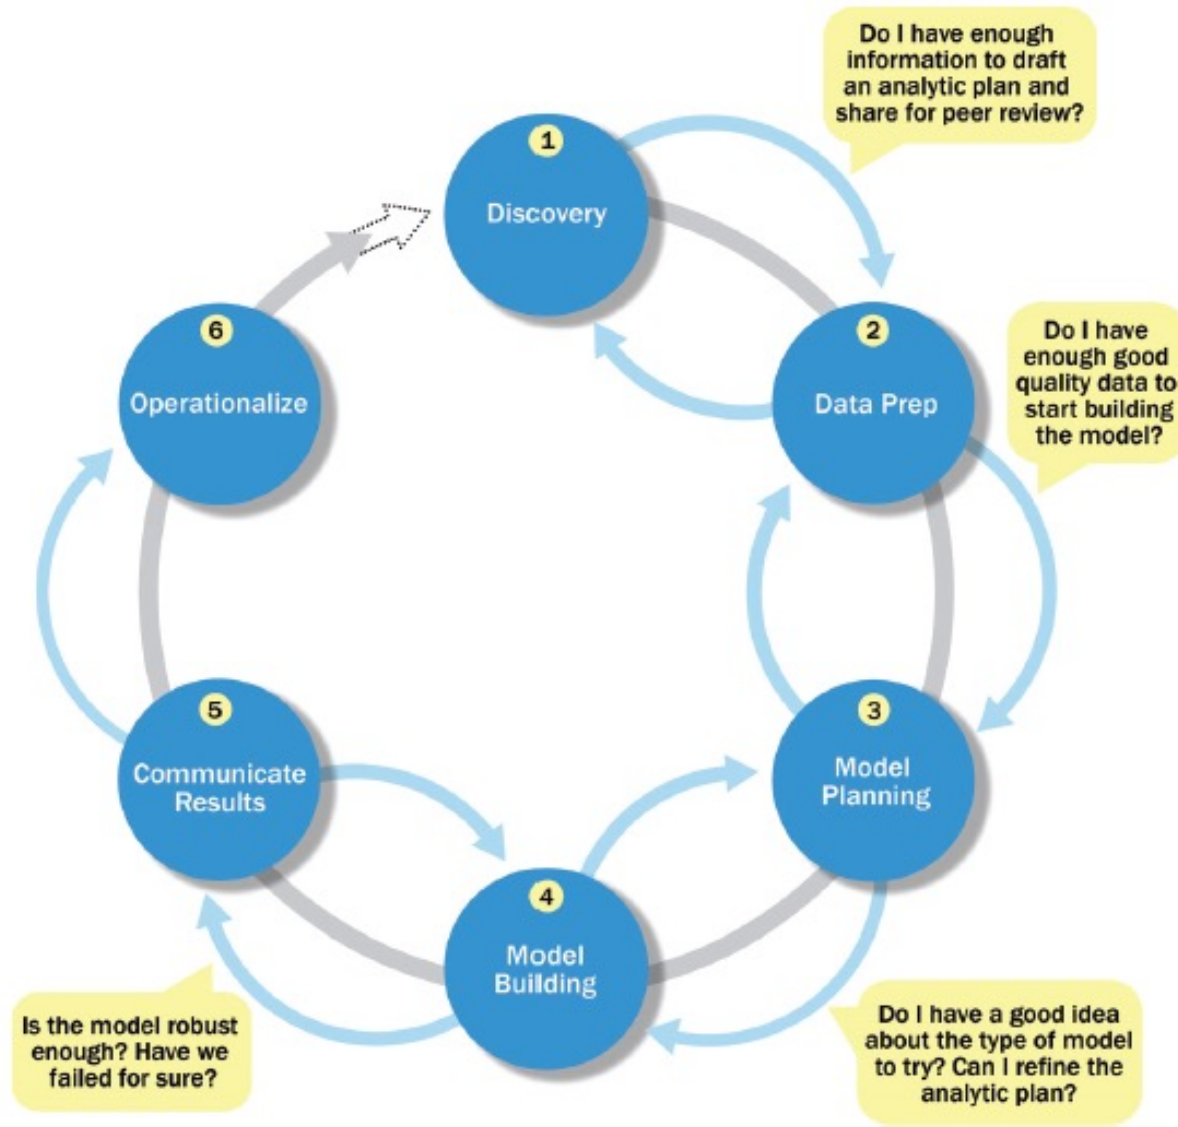 Do I have enough
information to draft
an analytic plan and
share for peer review?
1
Discovery
2
Data Prep
Do I have
enough good
quality data to
start building
the model?
3
Model
Planning
Do I have a good idea
about the type of model
to try? Can I refine the
analytic plan?
4
Model
Building
Is the model robust
enough? Have we
failed for sure?
5
Communicate
Results
6
Operationalize